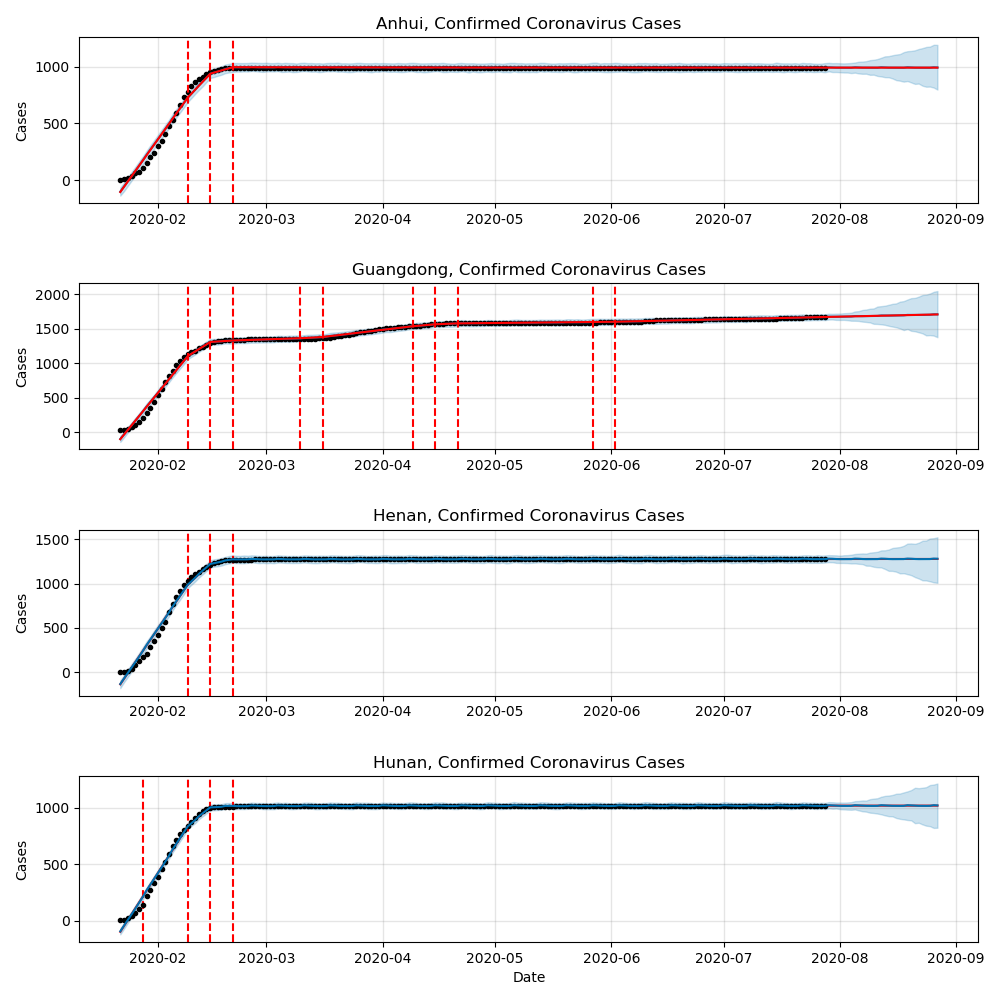 Anhui, Confirmed Coronavirus Cases
1000
500
0
Cases
2020-02 2020-03 2020-04 2020-05 2020-06 2020-07 2020-08 2020-09
Guangdong, Confirmed Coronavirus Cases
2000
1500
1000
500
0
Cases
2020-02 2020-03 2020-04 2020-05 2020-06 2020-07 2020-08 2020-09
Henan, Confirmed Coronavirus Cases
1500
1000
500
0
Cases
2020-02 2020-03 2020-04 2020-05 2020-06 2020-07 2020-08 2020-09
Hunan, Confirmed Coronavirus Cases
1000
500
0
Cases
2020-02 2020-03 2020-04 2020-05 2020-06 2020-07 2020-08 2020-09
Date